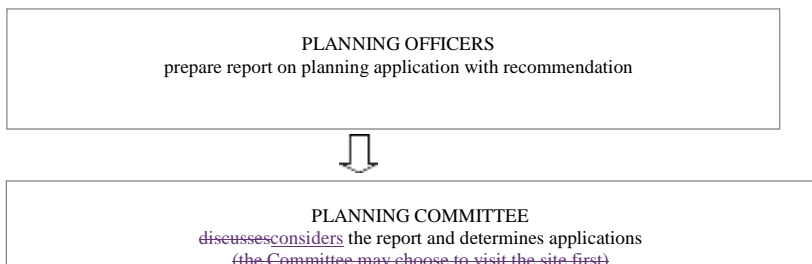 PLANNING OFFICERS
prepare report on planning application with recommendation
PLANNING COMMITTEE
discussesconsiders the report and determines applications
(the Committee may choose to visit the site first)